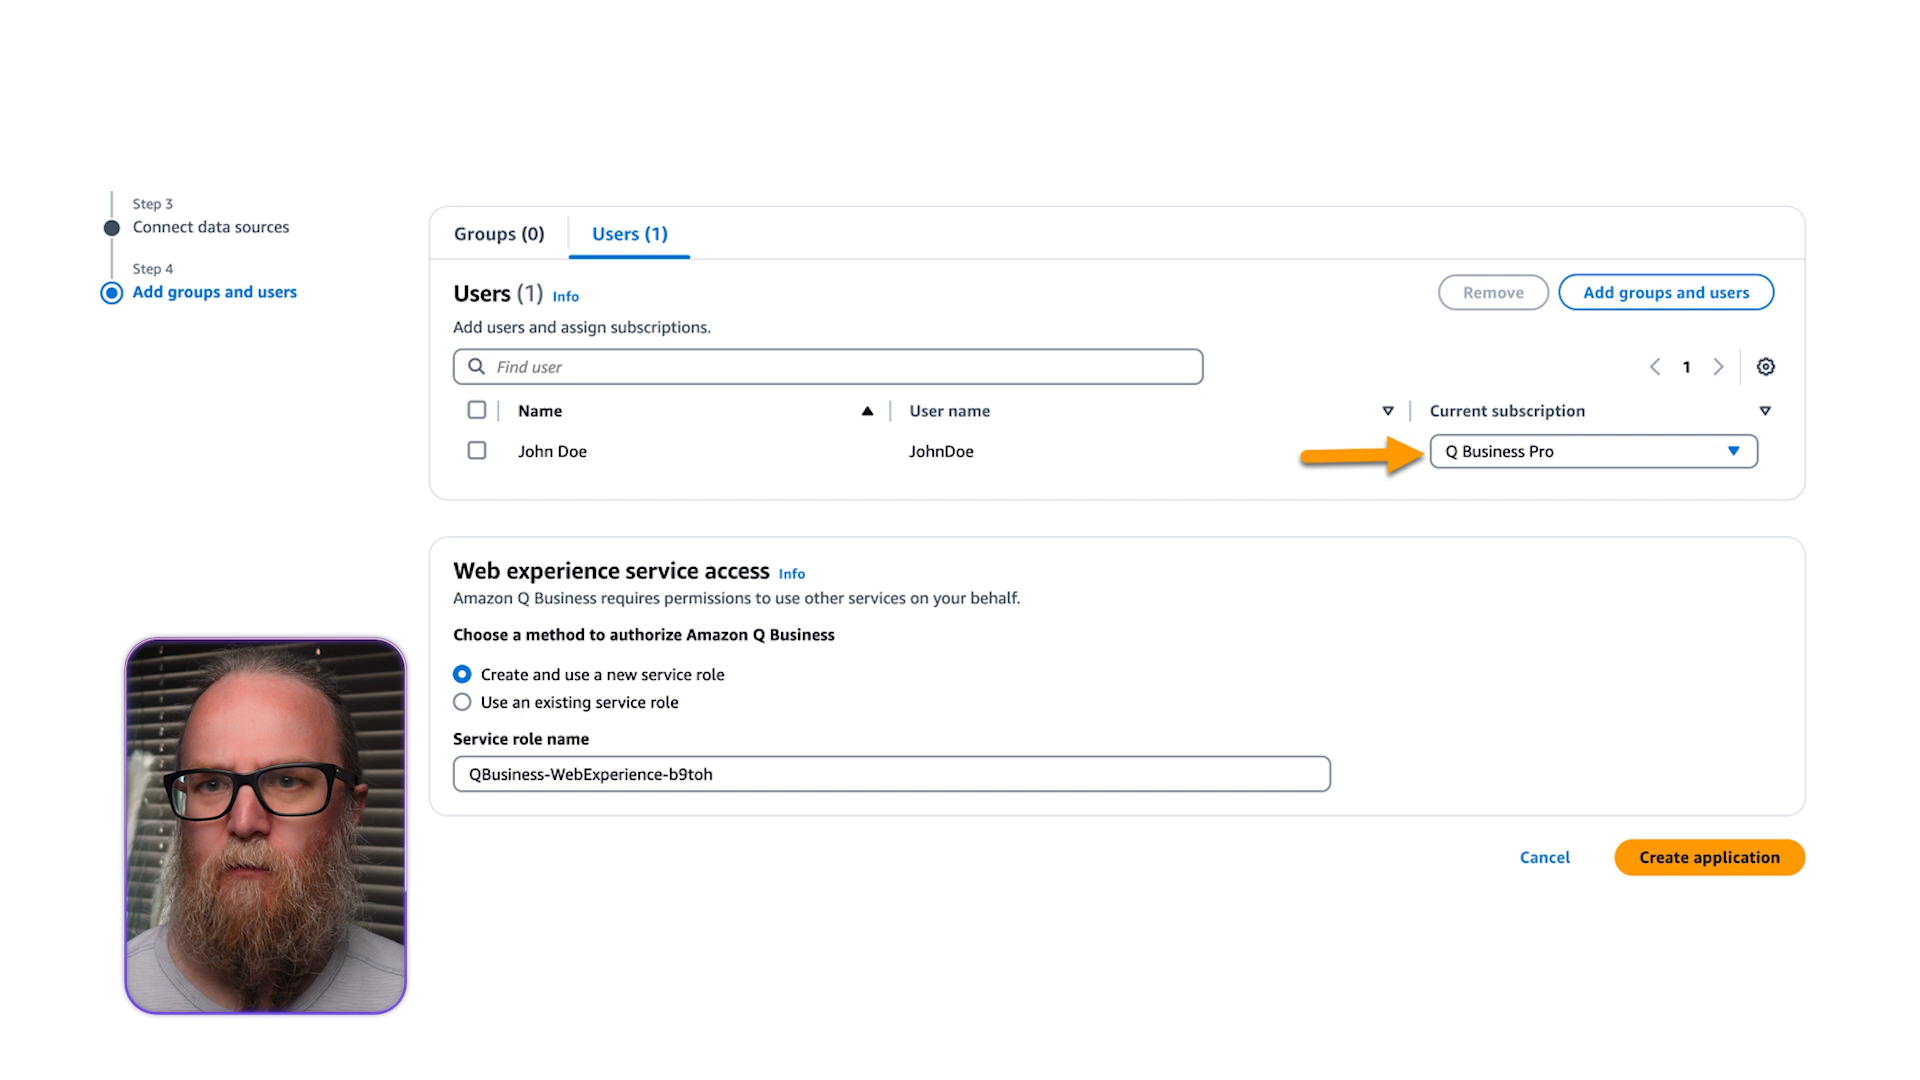 Step 3
Connect data sources
Step 4
Add groups and users
Groups (0)
Users (1)
Users (1) Info
Remove
Add groups and users
Add users and assign subscriptions.
Find user
1
Name
User name
Current subscription
John Doe
JohnDoe
Q Business Pro
Web experience service access Info
Amazon Q Business requires permissions to use other services on your behalf.
Choose a method to authorize Amazon Q Business
Create and use a new service role
Use an existing service role
Service role name
QBusiness-WebExperience-b9toh
Cancel
Create application